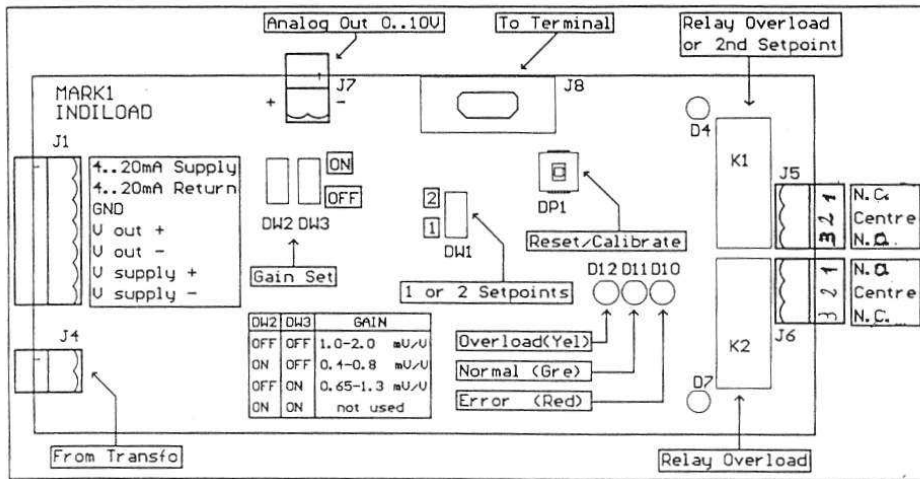 Analog Out 0..10V
To Terminal
Relay Overload
or 2nd Setpoint
MARK1
INDILOAD
J7
+ -
J8
D4
K1
J1
4..20mA Supply
4..20mA Return
GND
V out +
V out -
V supply +
V supply -
ON
OFF
DW2 DW3
Gain Set
2
1
DW1
1 or 2 Setpoints
DP1
Reset/Calibrate
J5
3 2 1
N.C.
Centre
N.O
D12 D11 D10
3 2 1
N.O
Centre
N.C.
J6
K2
D7
J4
From Transfo
DW2 DW3 GAIN
OFF OFF 1.0-2.0 mV/V
ON OFF 0.4-0.8 mV/V
OFF ON 0.65-1.3 mV/V
ON ON not used
Overload(Yel)
Normal (Gre)
Error (Red)
Relay Overload